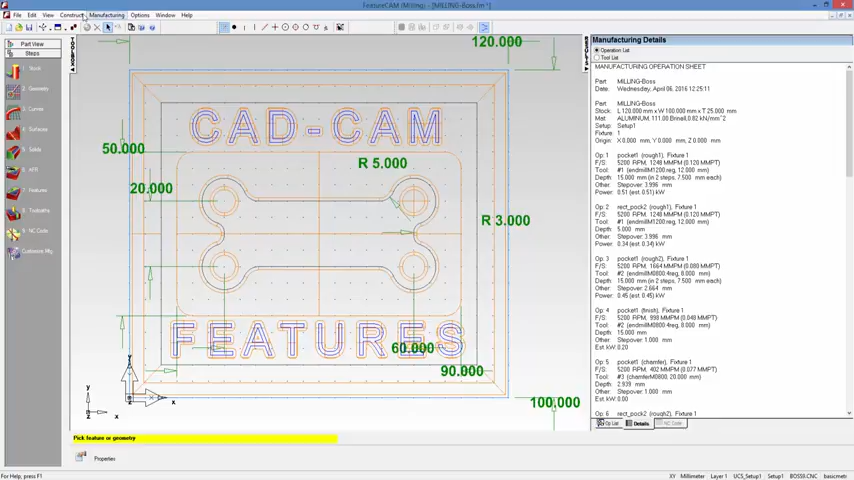 FeatureCAM (Milling) - [MILLING-Boss.fm *]
File Edit View Construct Manufacturing Options Window Help
Part View
Steps
1 Stock
2 Geometry
3 Curves
4 Surfaces
5 Solids
6 AFR
7 Features
8 Toolpaths
9 NC Code
Customize Mfg.
120.000
CAD-CAM
50.000
R 5.000
20.000
R 3.000
FEATURES
60.000
90.000
100.000
y
x
y
z
x
Pick feature or geometry
Properties
For Help, press F1
XY Millimeter Layer 1 UCS_Setup1 Setup1 BOSS9.CNC basicmetri
Manufacturing Details
Operation List
Tool List
MANUFACTURING OPERATION SHEET
Part MILLING-Boss
Date: Wednesday, April 06, 2016 12:25:11
Part MILLING-Boss
Stock: L 120.000 mm x W 100.000 mm x T 25.000 mm
Mat: ALUMINUM, 111.00 Brinell,0.82 kN/mm^2
Setup: Setup1
Fixture: 1
Origin: X 0.000 mm, Y 0.000 mm, Z 0.000 mm
Op: 1 pocket1 (rough1), Fixture 1
F/S: 5200 RPM, 1248 MMPM (0.120 MMPT)
Tool: #1 (endmill1200:reg, 12.000 mm)
Depth: 15.000 mm (in 2 steps, 7.500 mm each)
Other: Stepover: 3.996 mm
Power: 0.51 (est. 0.51) kW
Op: 2 rect_pock2 (rough1), Fixture 1
F/S: 5200 RPM, 1248 MMPM (0.120 MMPT)
Tool: #1 (endmill1200:reg, 12.000 mm)
Depth: 5.000 mm
Other: Stepover: 3.996 mm
Power: 0.34 (est. 0.34) kW
Op: 3 pocket1 (rough2), Fixture 1
F/S: 5200 RPM, 1664 MMPM (0.080 MMPT)
Tool: #2 (endmillM0800:4reg, 8.000 mm)
Depth: 15.000 mm (in 2 steps, 7.500 mm each)
Other: Stepover: 2.664 mm
Power: 0.45 (est. 0.45) kW
Op: 4 pocket1 (finish), Fixture 1
F/S: 5200 RPM, 998 MMPM (0.048 MMPT)
Tool: #2 (endmillM0800:4reg, 8.000 mm)
Depth: 15.000 mm
Other: Stepover: 1.000 mm
Est. kW: 0.20
Op: 5 pocket1 (chamfer), Fixture 1
F/S: 5200 RPM, 402 MMPM (0.077 MMPT)
Tool: #3 (chamferM0800, 20.000 mm)
Depth: 2.939 mm
Other: Stepover: 1.000 mm
Est. kW: 0.00
Op: 6 rect_pock2 (rough2), Fixture 1
Op List Details NC Code